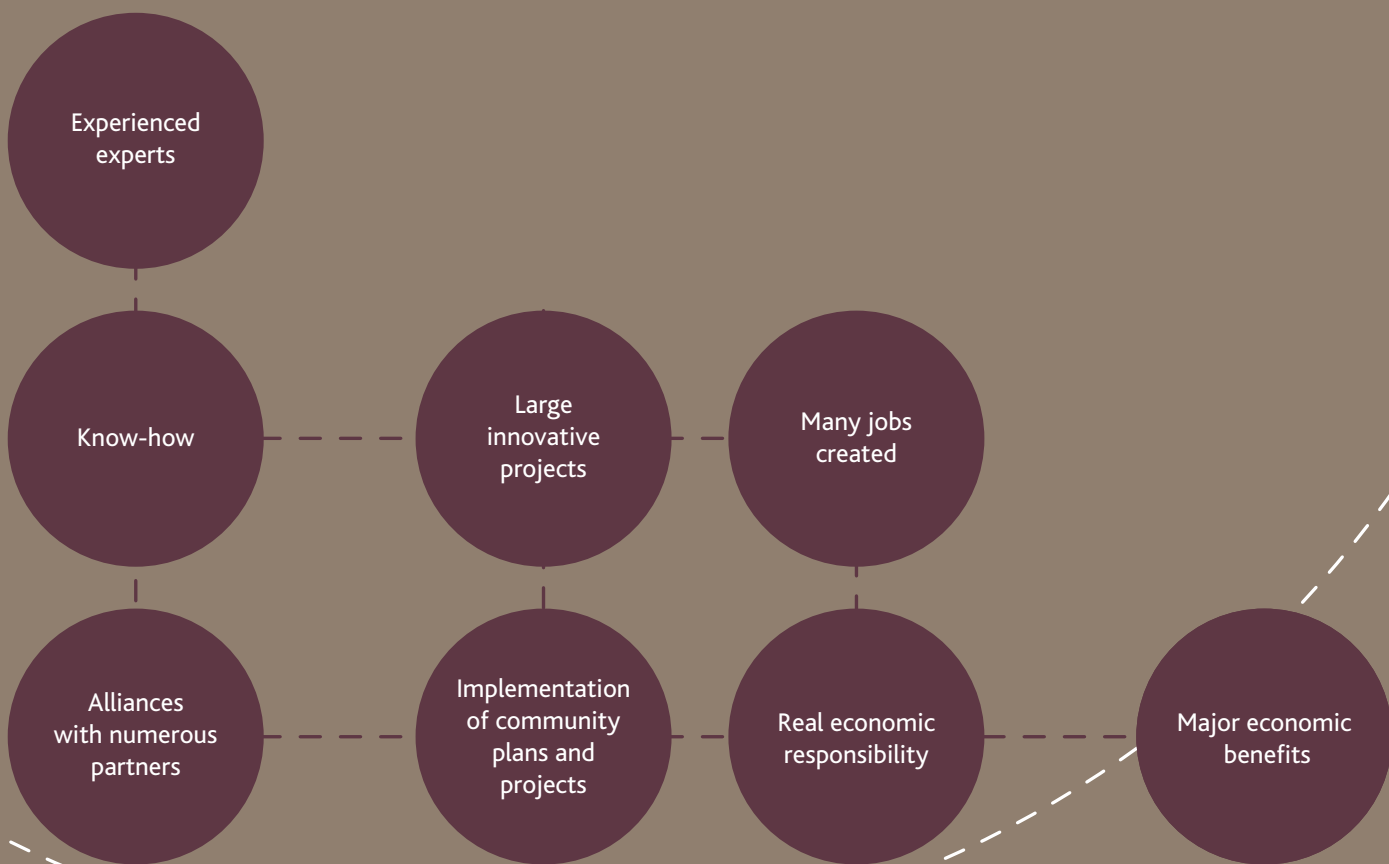 Experienced
experts
Know-how
Large
innovative
projects
Many jobs
created
Alliances
with numerous
partners
Implementation
of community
plans and
projects
Real economic
responsibility
Major economic
benefits